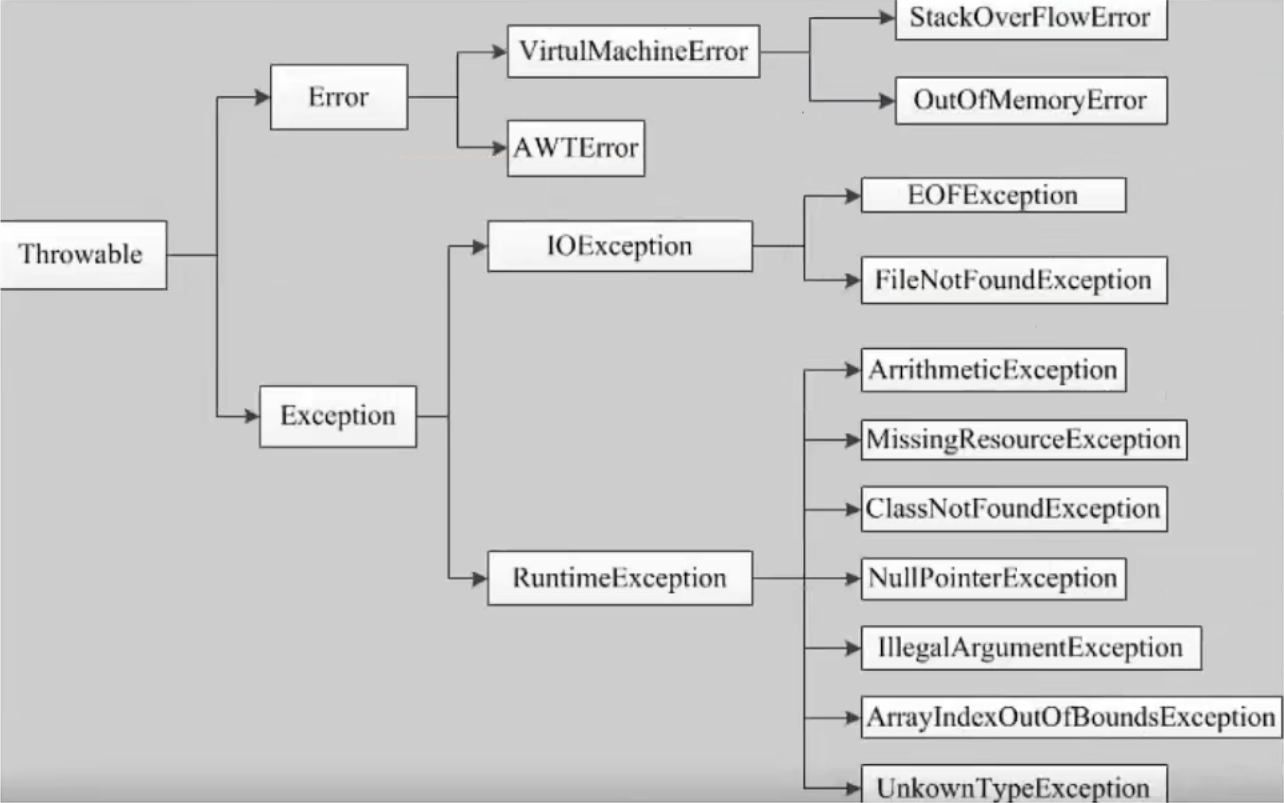 StackOverFlowError
VirtulMachineError
Error
OutOfMemoryError
AWTError
EOFException
Throwable
IOException
FileNotFoundException
ArrithmeticException
Exception
MissingResourceException
ClassNotFoundException
RuntimeException
NullPointerException
IllegalArgumentException
ArrayIndexOutOfBoundsException
UnkownTypeException